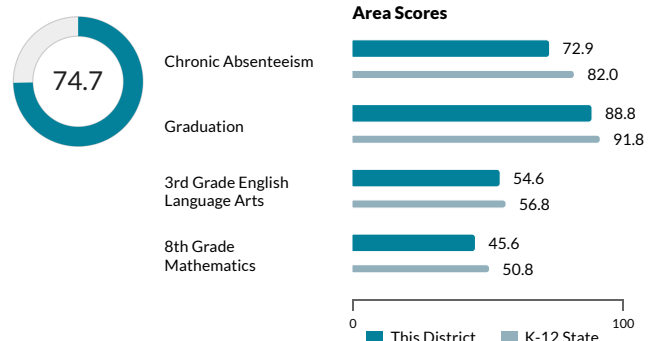 Area Scores
74.7
Chronic Absenteeism
72.9
82.0
Graduation
88.8
91.8
3rd Grade English
Language Arts
54.6
56.8
8th Grade
Mathematics
45.6
50.8
0
100
This District
K-12 State